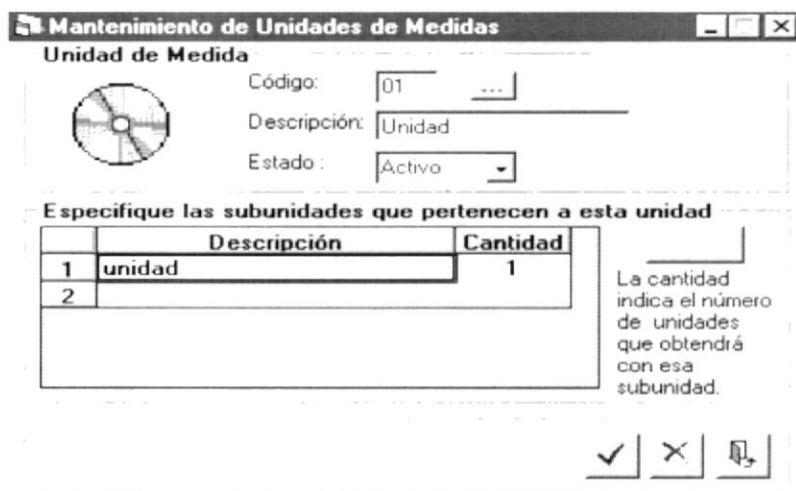 Mantenimiento de Unidades de Medidas
Unidad de Medida
Código: 01 ...
Descripción: Unidad
Estado : Activo
Especifique las subunidades que pertenecen a esta unidad
Descripción Cantidad
1 unidad 1
2
La cantidad
indica el número
de unidades
que obtendrá
con esa
subunidad.